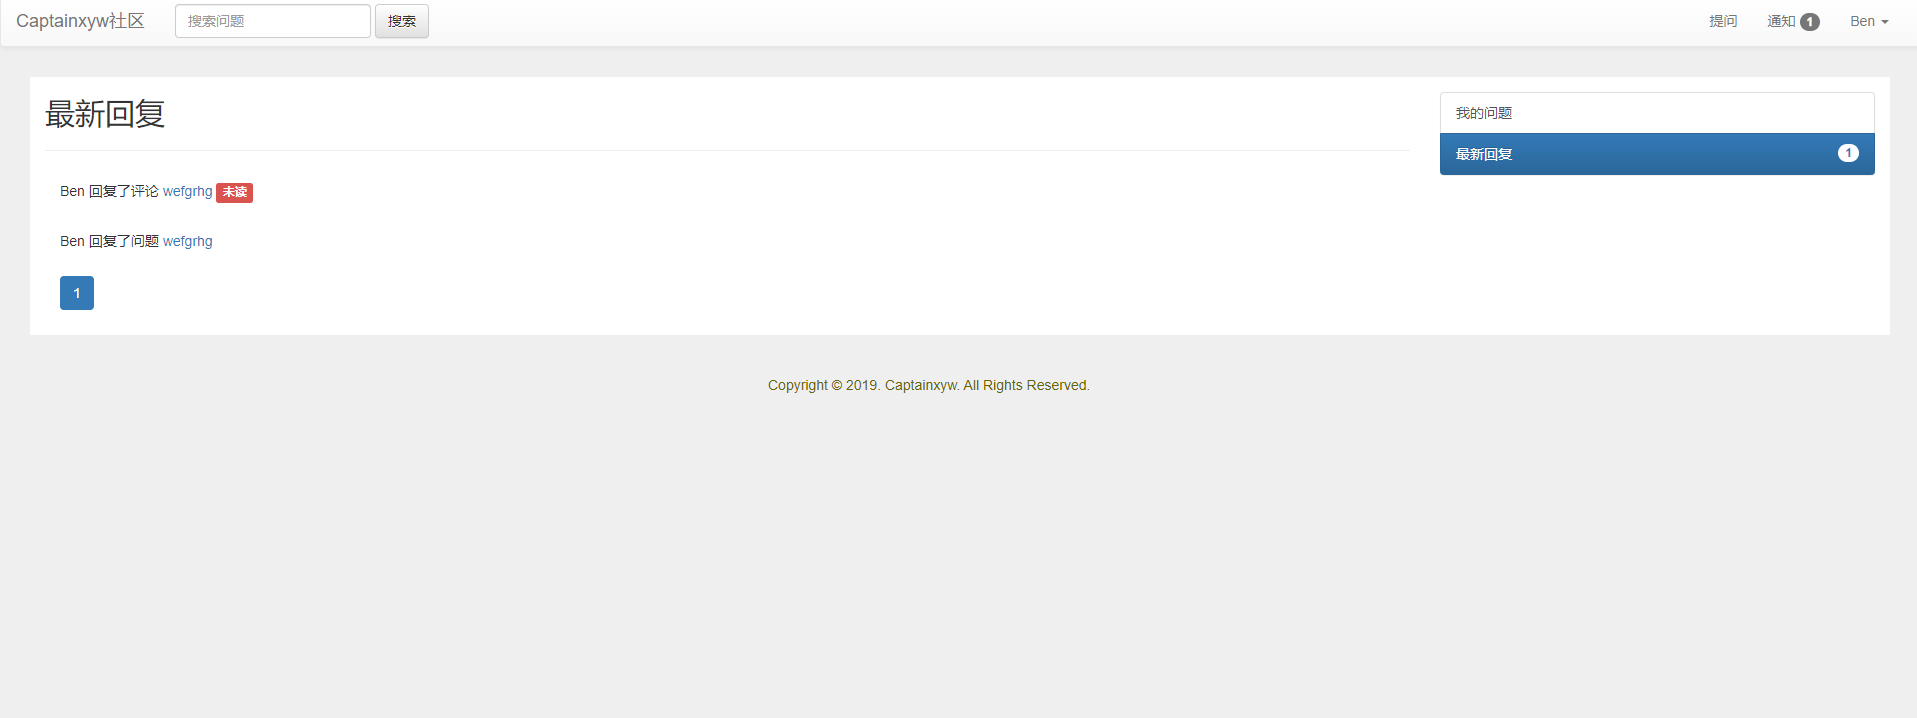 Captainxyw社区 搜索问题 搜索 提问 通知 1 Ben
最新回复
我的问题
最新回复 1
Ben 回复了评论 wefgrhg 未读
Ben 回复了问题 wefgrhg
1
Copyright © 2019. Captainxyw. All Rights Reserved.